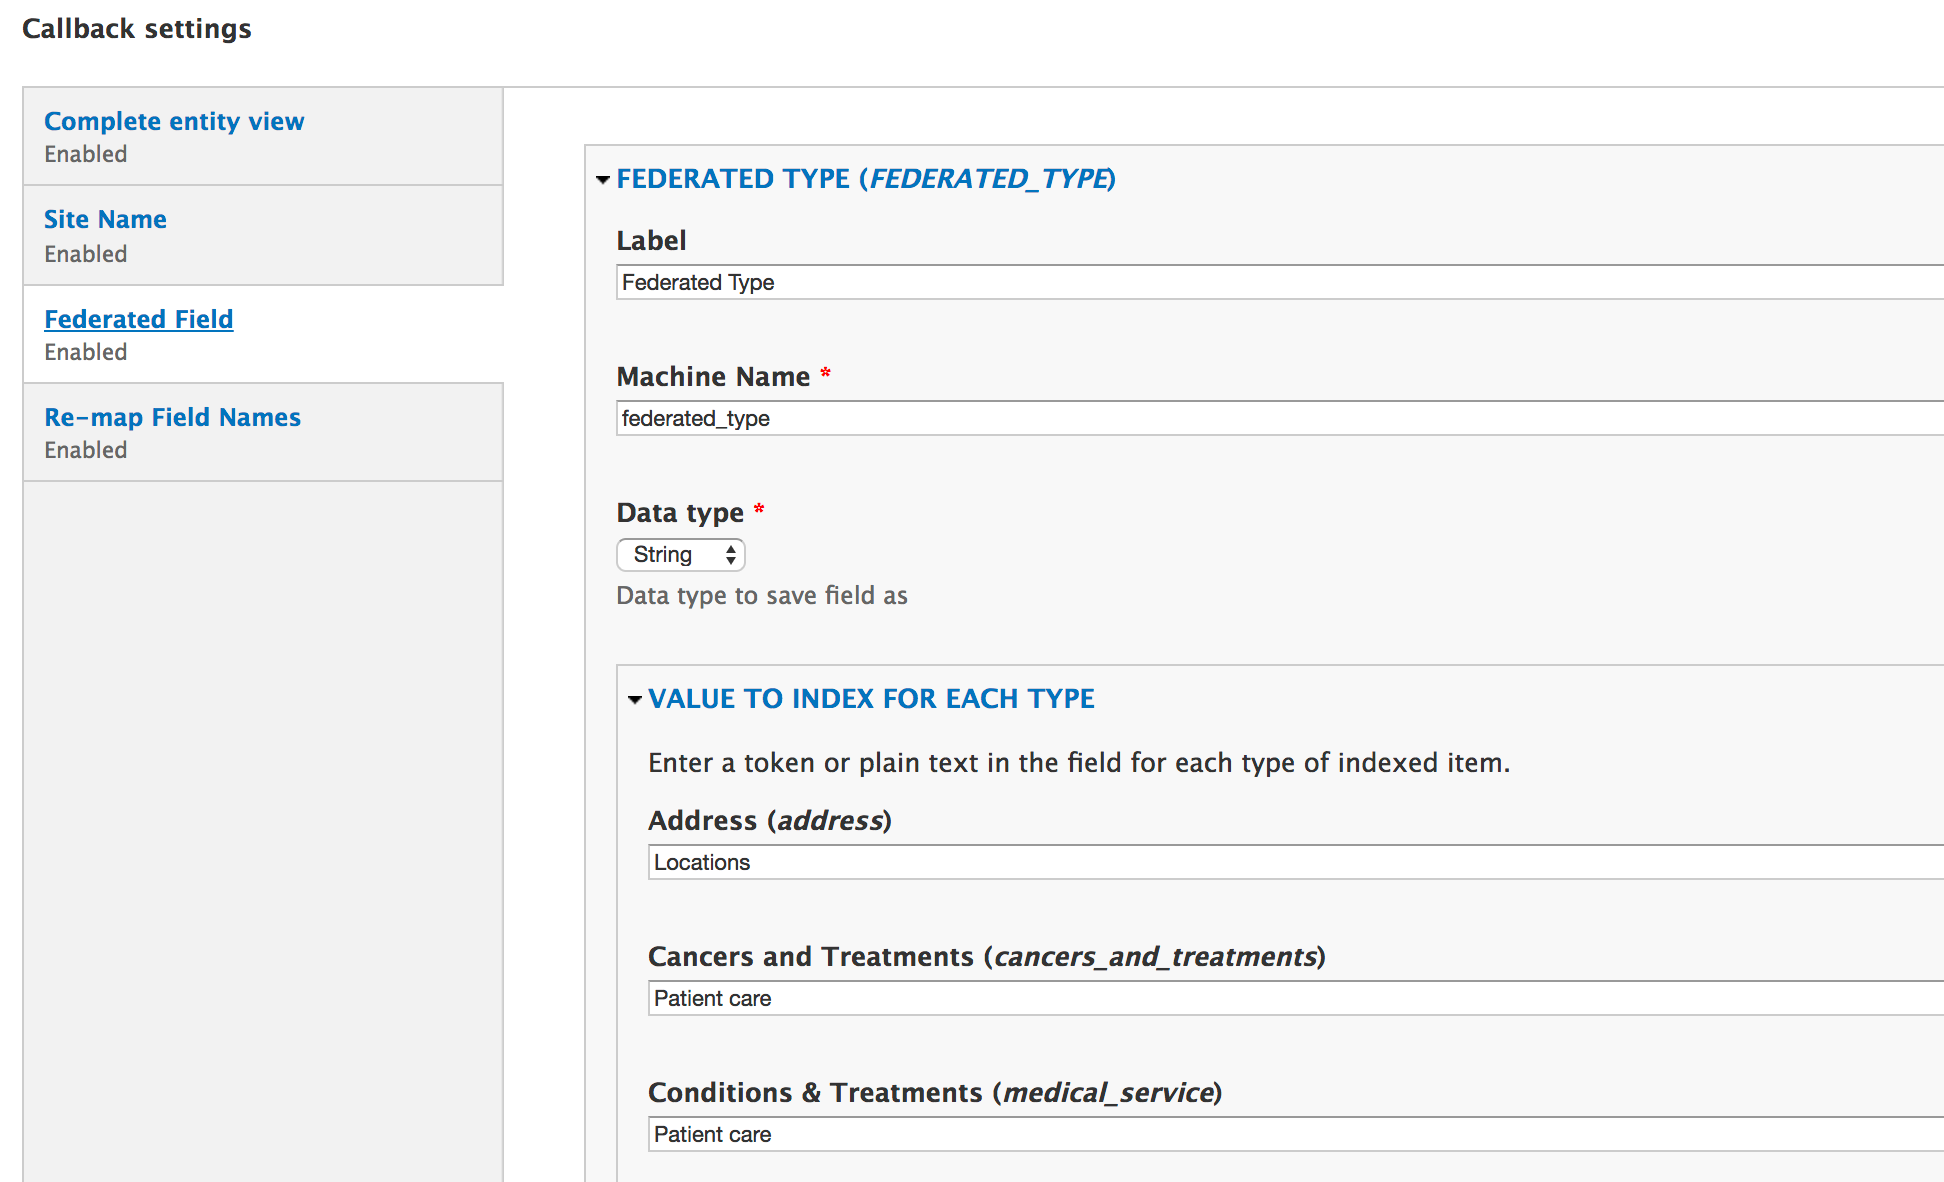 Callback settings
Complete entity view
Enabled
Site Name
Enabled
Federated Field
Enabled
Re-map Field Names
Enabled
FEDERATED TYPE (FEDERATED_TYPE)
Label
Federated Type
Machine Name *
federated_type
Data type *
String
Data type to save field as
VALUE TO INDEX FOR EACH TYPE
Enter a token or plain text in the field for each type of indexed item.
Address (address)
Locations
Cancers and Treatments (cancers_and_treatments)
Patient care
Conditions & Treatments (medical_service)
Patient care